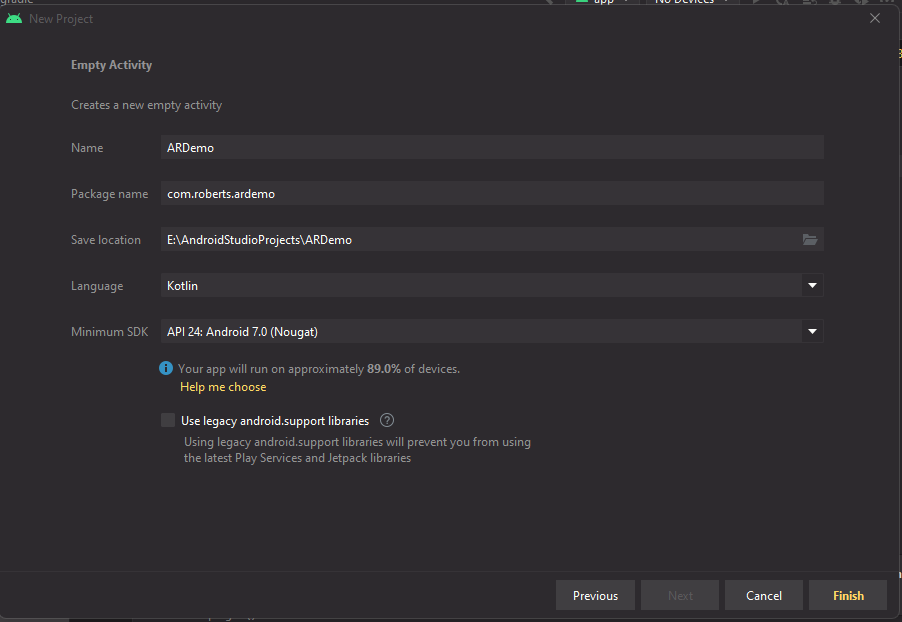 New Project
Empty Activity
Creates a new empty activity
Name
ARDemo
Package name
com.roberts.ardemo
Save location
E:\AndroidStudioProjects\ARDemo
Language
Kotlin
Minimum SDK
API 24: Android 7.0 (Nougat)
Your app will run on approximately 89.0% of devices.
Help me choose
Use legacy android.support libraries
Using legacy android.support libraries will prevent you from using
the latest Play Services and Jetpack libraries
Previous
Next
Cancel
Finish